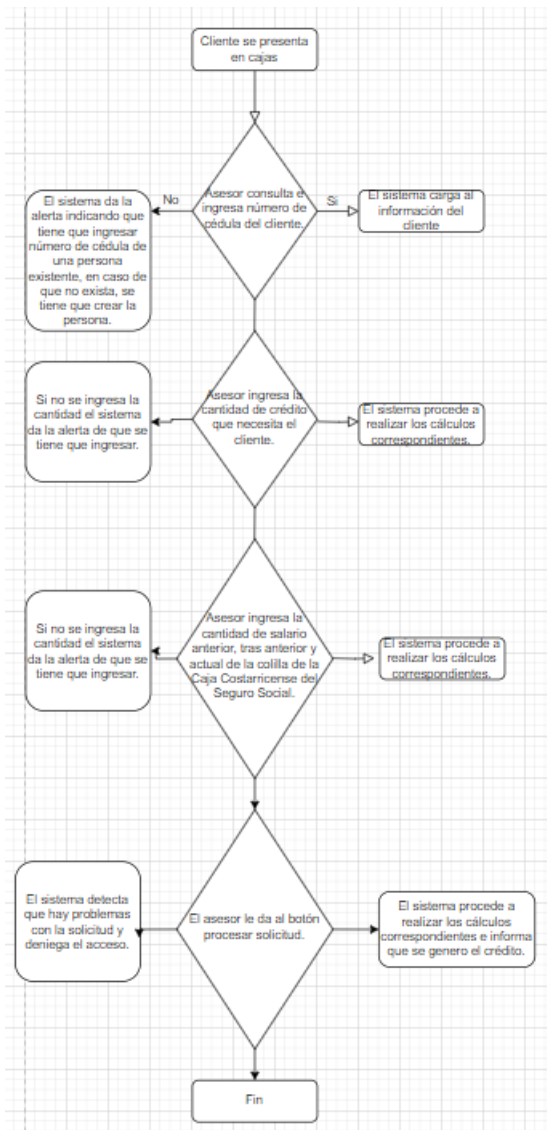 Cliente se presenta
en cajas
No
Asesor consulta e
ingresa número de
cédula del cliente.
Si
El sistema da la
alerta indicando que
tiene que ingresar
número de cédula de
una persona
existente, en caso de
que no exista, se
tiene que crear la
persona.
El sistema carga al
información del
cliente
Si no se ingresa la
cantidad el sistema
da la alerta de que se
tiene que ingresar.
Asesor ingresa la
cantidad de crédito
que necesita el
cliente.
El sistema procede a
realizar los cálculos
correspondientes.
Si no se ingresa la
cantidad el sistema
da la alerta de que se
tiene que ingresar.
Asesor ingresa la
cantidad de salario
anterior, tras anterior y
actual de la colilla de la
Caja Costarricense del
Seguro Social.
El sistema procede a
realizar los cálculos
correspondientes.
El sistema detecta
que hay problemas
con la solicitud y
deniega el acceso.
El asesor le da al botón
procesar solicitud.
El sistema procede a
realizar los cálculos
correspondientes e informa
que se genero el crédito.
Fin